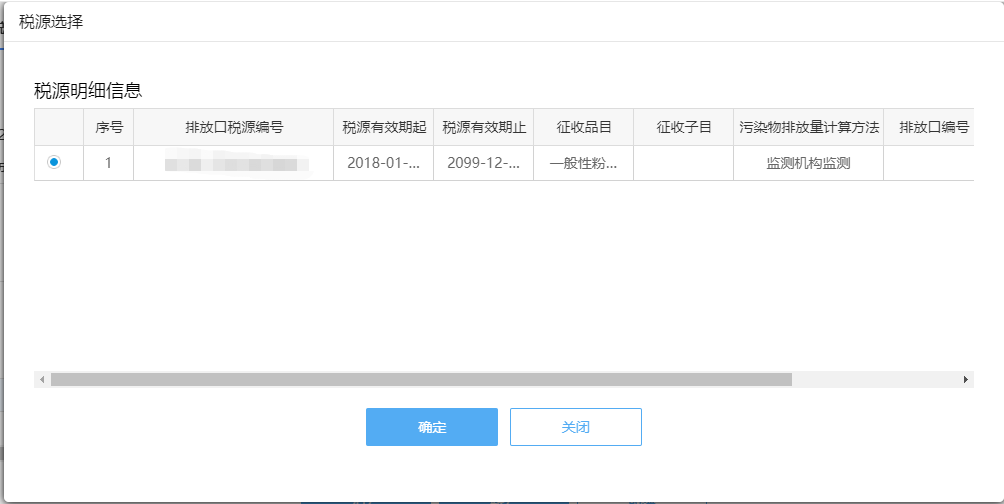 税源选择
税源明细信息
序号 排放口税源编号 税源有效期起 税源有效期止 征收品目 征收子目 污染物排放量计算方法 排放口编号
1 2018-01-... 2099-12-... 一般性粉... 监测机构监测
确定 关闭